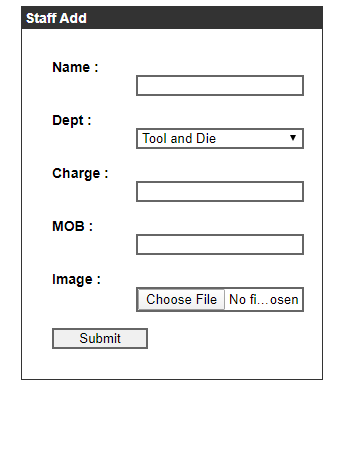 Staff Add
Name :
Dept :
Tool and Die
Charge :
MOB :
Image :
Choose File No fi...osen
Submit